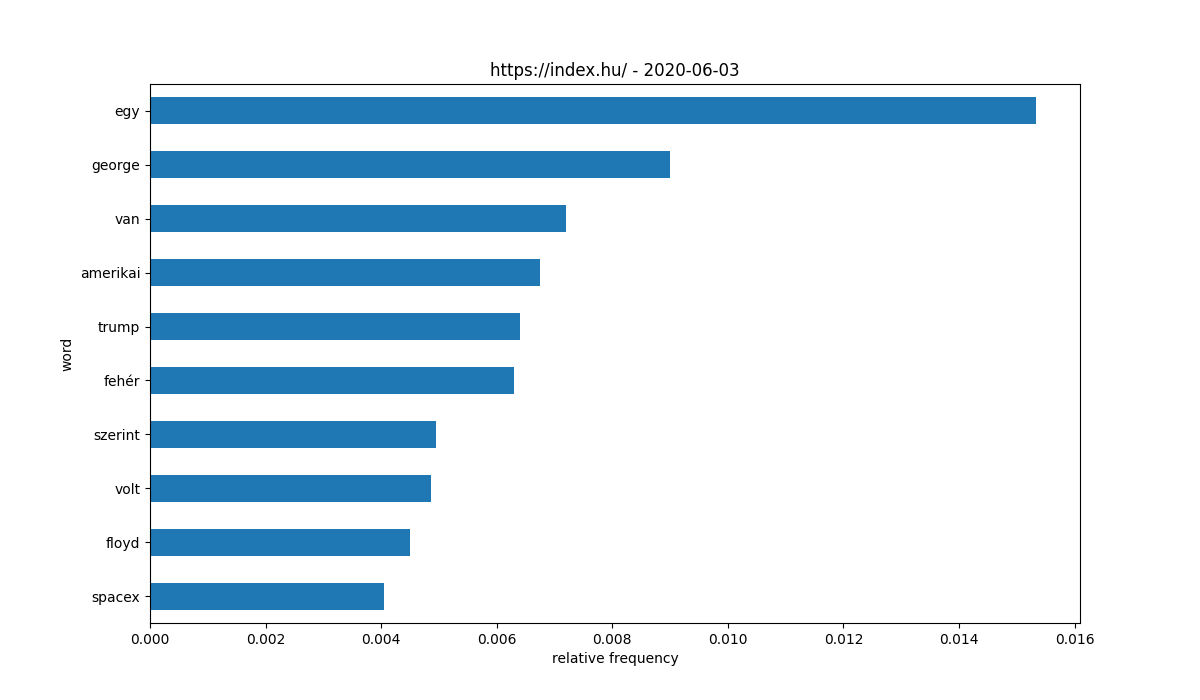 https://index.hu/ - 2020-06-03
egy
george
van
amerikai
trump
fehér
szerint
volt
floyd
spacex
word
0.000 0.002 0.004 0.006 0.008 0.010 0.012 0.014 0.016
relative frequency